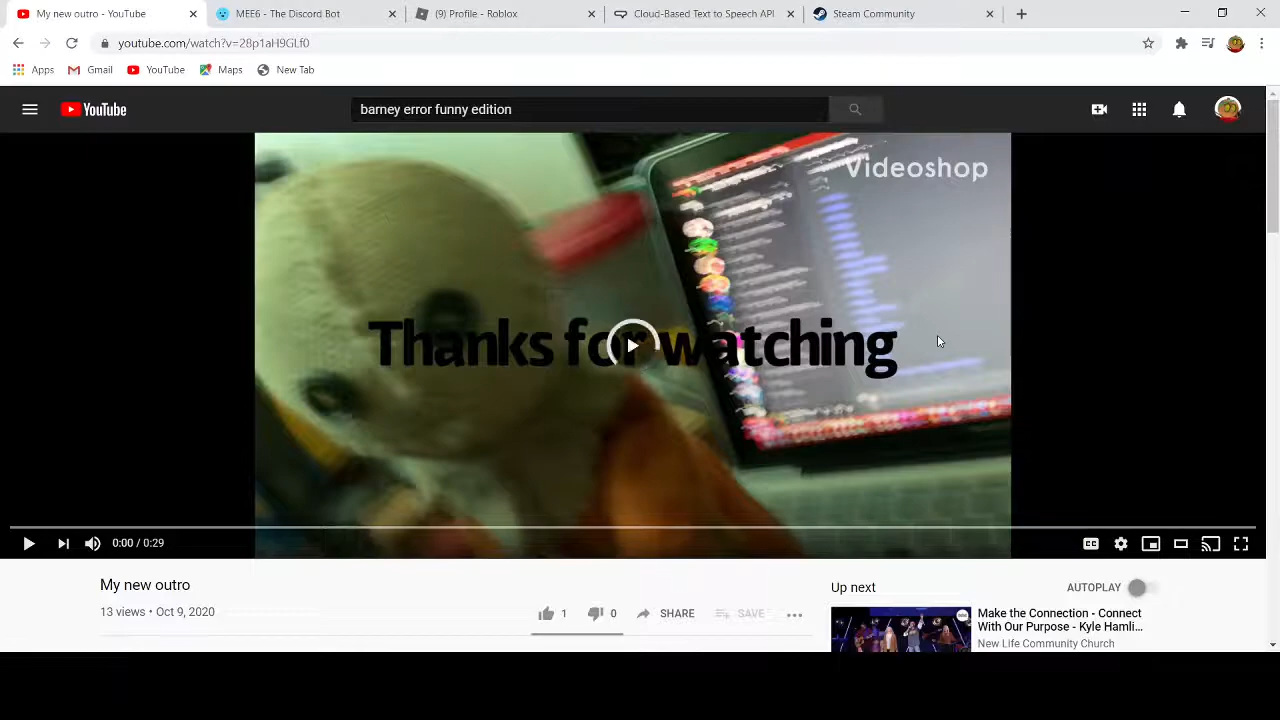 My new outro - YouTube
MEE6 - The Discord Bot
(9) Profile - Roblox
Cloud-Based Text to Speech API
Steam Community
youtube.com/watch?v=28p1aH9GLf0
Apps
Gmail
YouTube
Maps
New Tab
YouTube
barney error funny edition
Videoshop
Thanks for watching
0:00 / 0:29
CC
My new outro
13 views • Oct 9, 2020
1
0
SHARE
SAVE
Up next
AUTOPLAY
Make the Connection - Connect
With Our Purpose - Kyle Hamli...
New Life Community Church